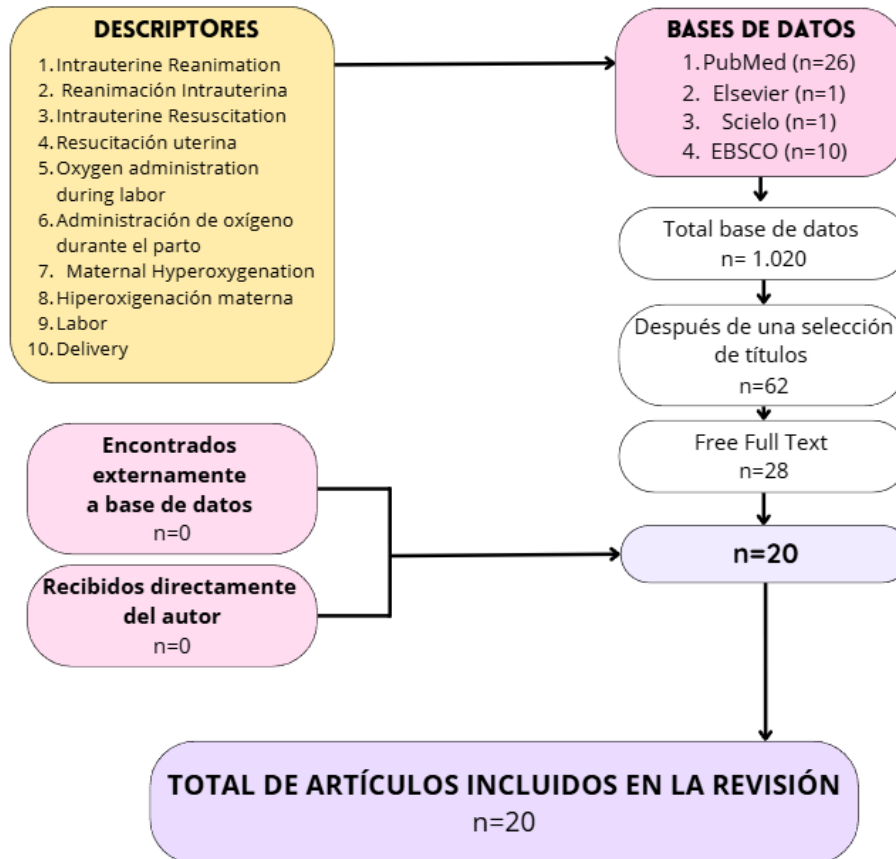 DESCRIPTORES
1. Intrauterine Reanimation
2. Reanimación Intrauterina
3. Intrauterine Resuscitation
4. Resucitación uterina
5. Oxygen administration
during labor
6. Administración de oxígeno
durante el parto
7. Maternal Hyperoxygenation
8. Hiperoxigenación materna
9. Labor
10. Delivery
BASES DE DATOS
1. PubMed (n=26)
2. Elsevier (n=1)
3. Scielo (n=1)
4. EBSCO (n=10)
Total base de datos
n= 1.020
Después de una selección
de títulos
n=62
Free Full Text
n=28
Encontrados
externamente
a base de datos
n=0
Recibidos directamente
del autor
n=0
n=20
TOTAL DE ARTÍCULOS INCLUIDOS EN LA REVISIÓN
n=20